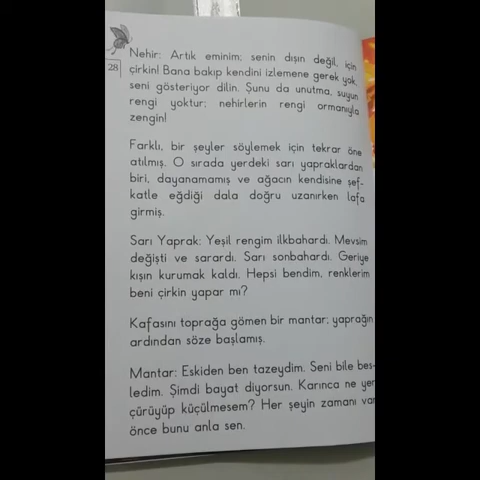 28
Nehir: Artık eminim; senin dışın değil, için
çirkin! Bana bakıp kendini izlemene gerek yok,
seni gösteriyor dilin. Şunu da unutma, suyun
rengi yoktur; nehirlerin rengi ormanıyla
zengin!
Farklı, bir şeyler söylemek için tekrar öne
atılmış. O sırada yerdeki sarı yapraklardan
biri, dayanamamış ve ağacın kendisine şef-
katle eğdiği dala doğru uzanırken lafa
girmiş.
Sarı Yaprak: Yeşil rengim ilkbahardı. Mevsim
değişti ve sarardı. Sarı sonbahardı. Geriye
kışın kurumak kaldı. Hepsi bendim, renklerim
beni çirkin yapar mı?
Kafasını toprağa gömen bir mantar; yaprağın
ardından söze başlamış.
Mantar: Eskiden ben tazeydim. Seni bile bes-
ledim. Şimdi bayat diyorsun. Karınca ne yer
çürüyüp küçülmesem? Her şeyin zamanı var
önce bunu anla sen.